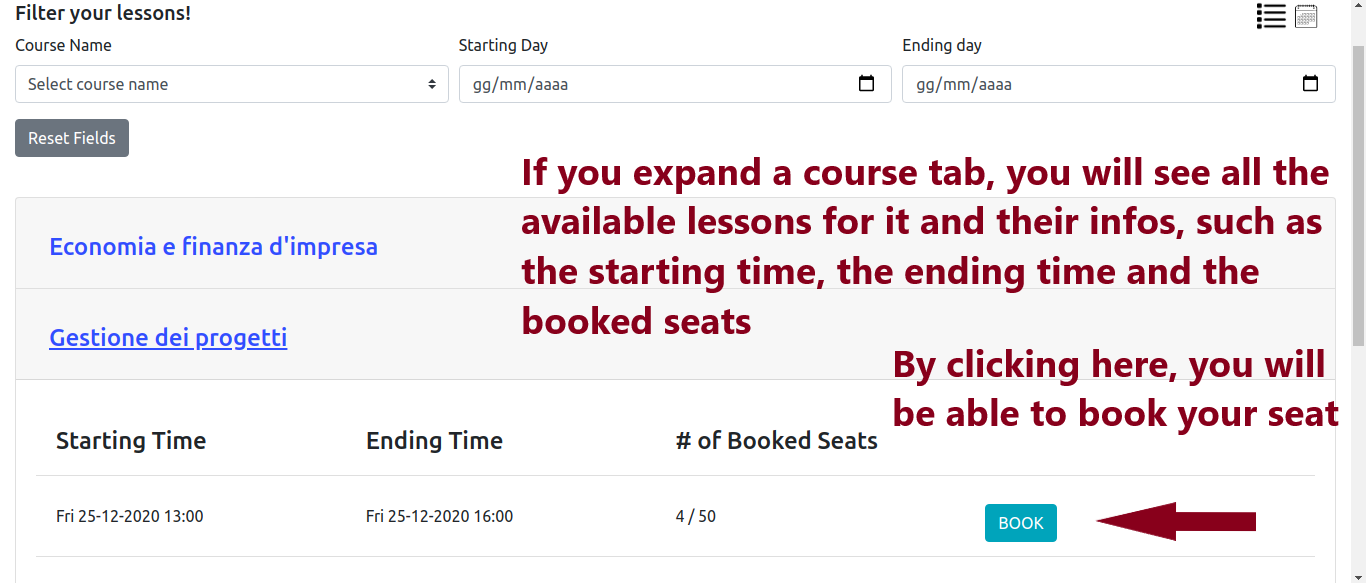 Filter your lessons!
Course Name
Starting Day
Ending day
Select course name
gg/mm/aaaa
gg/mm/aaaa
Reset Fields
If you expand a course tab, you will see all the
available lessons for it and their infos, such as
the starting time, the ending time and the
booked seats
Economia e finanza d'impresa
Gestione dei progetti
By clicking here, you will
be able to book your seat
Starting Time
Ending Time
# of Booked Seats
Fri 25-12-2020 13:00
Fri 25-12-2020 16:00
4 / 50
BOOK